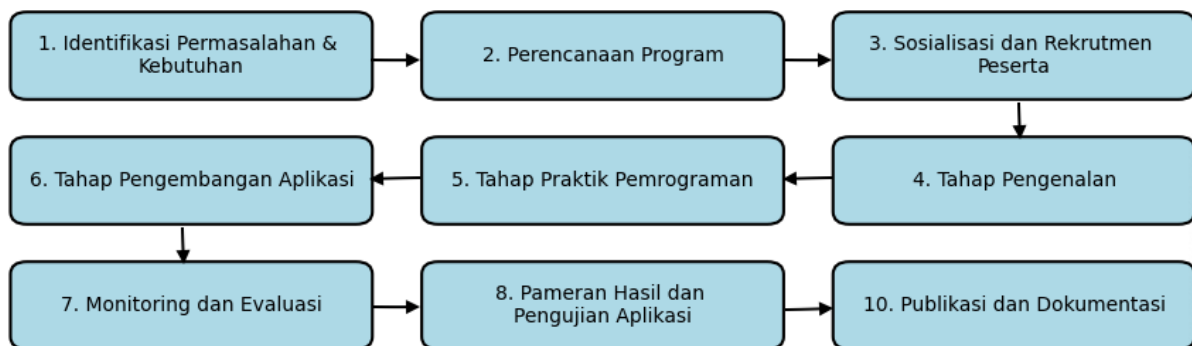 1. Identifikasi Permasalahan &
Kebutuhan
2. Perencanaan Program
3. Sosialisasi dan Rekrutmen
Peserta
4. Tahap Pengenalan
5. Tahap Praktik Pemrograman
6. Tahap Pengembangan Aplikasi
7. Monitoring dan Evaluasi
8. Pameran Hasil dan
Pengujian Aplikasi
10. Publikasi dan Dokumentasi